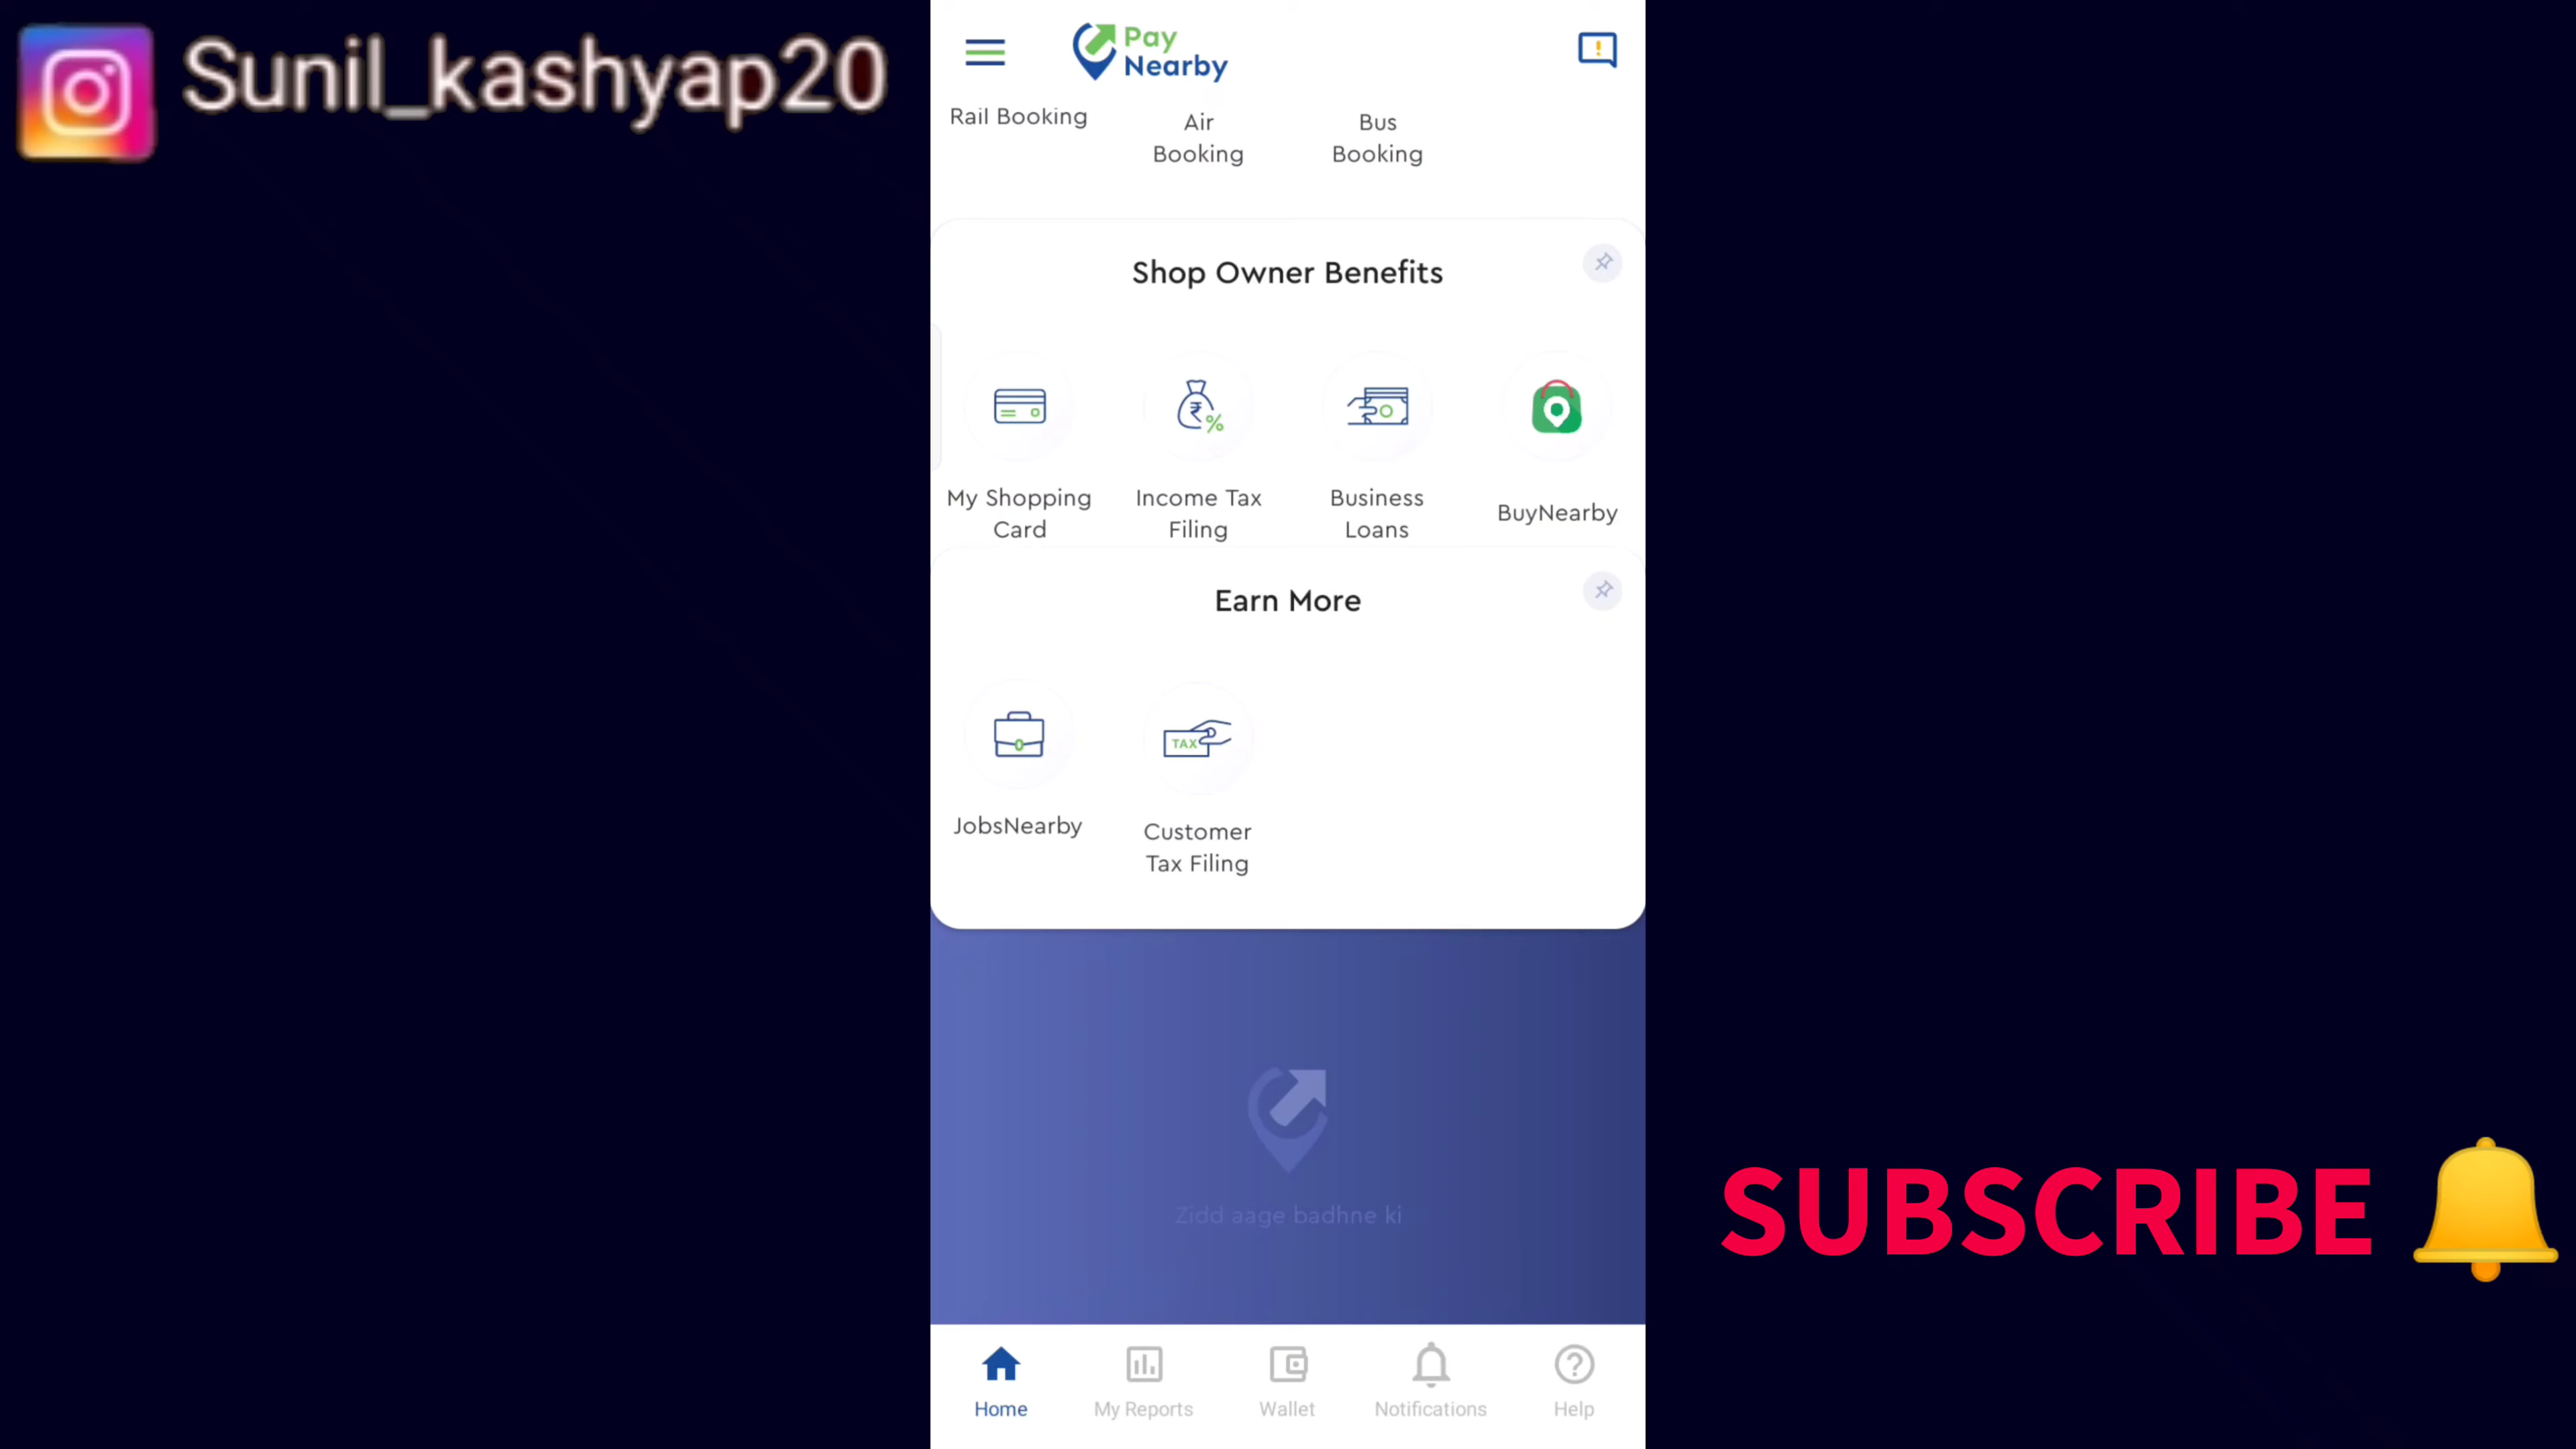 Sunil_kashyap20
Pay
Nearby
Rail Booking
Air
Booking
Bus
Booking
Shop Owner Benefits
My Shopping
Card
Income Tax
Filing
Business
Loans
BuyNearby
Earn More
TAX
JobsNearby
Customer
Tax Filing
Zidd aage badhne ki
SUBSCRIBE
Home
My Reports
Wallet
Notifications
Help